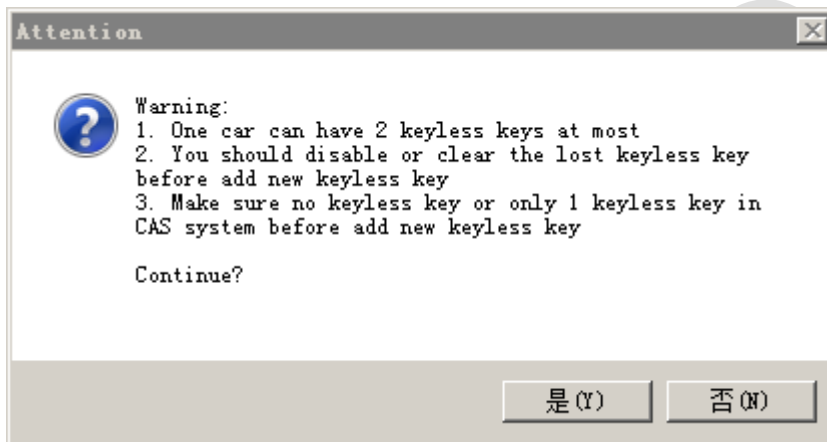 Attention
Warning:
1. One car can have 2 keyless keys at most
2. You should disable or clear the lost keyless key
before add new keyless key
3. Make sure no keyless key or only 1 keyless key in
CAS system before add new keyless key
Continue?
是(Y)
否(N)